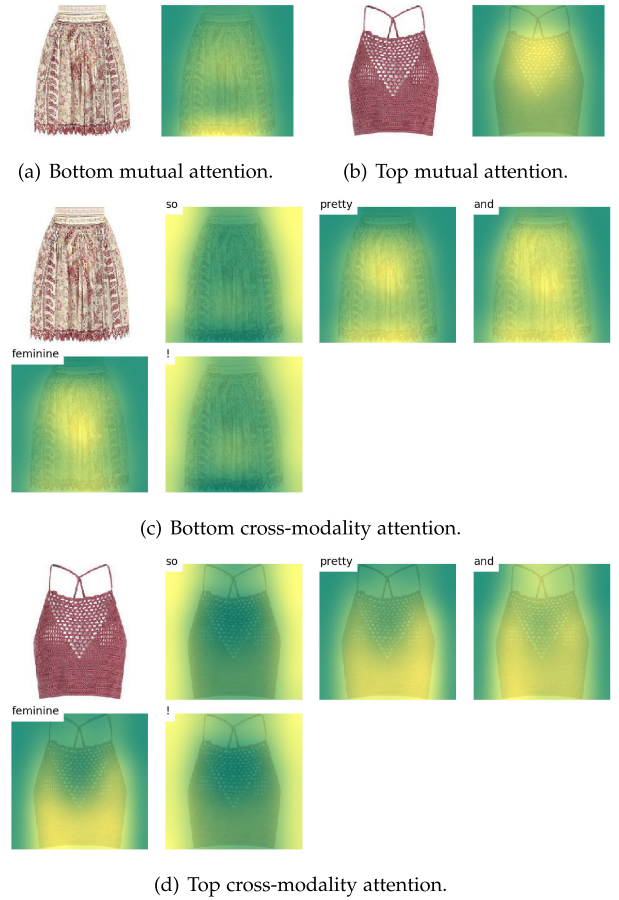 (a) Bottom mutual attention.
(b) Top mutual attention.
so
pretty
and
feminine
!
(c) Bottom cross-modality attention.
so
pretty
and
feminine
!
(d) Top cross-modality attention.